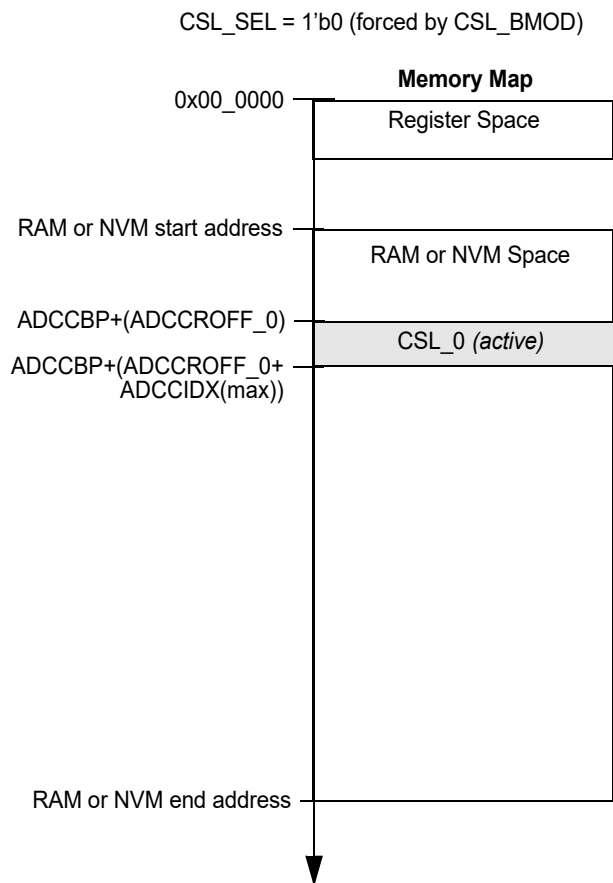 CSL_SEL = 1’b0 (forced by CSL_BMOD)
Memory Map
0x00_0000
Register Space
RAM or NVM start address
RAM or NVM Space
ADCCBP+(ADCCROFF_0)
CSL_0 (active)
ADCCBP+(ADCCROFF_0+
ADCCIDX(max))
RAM or NVM end address